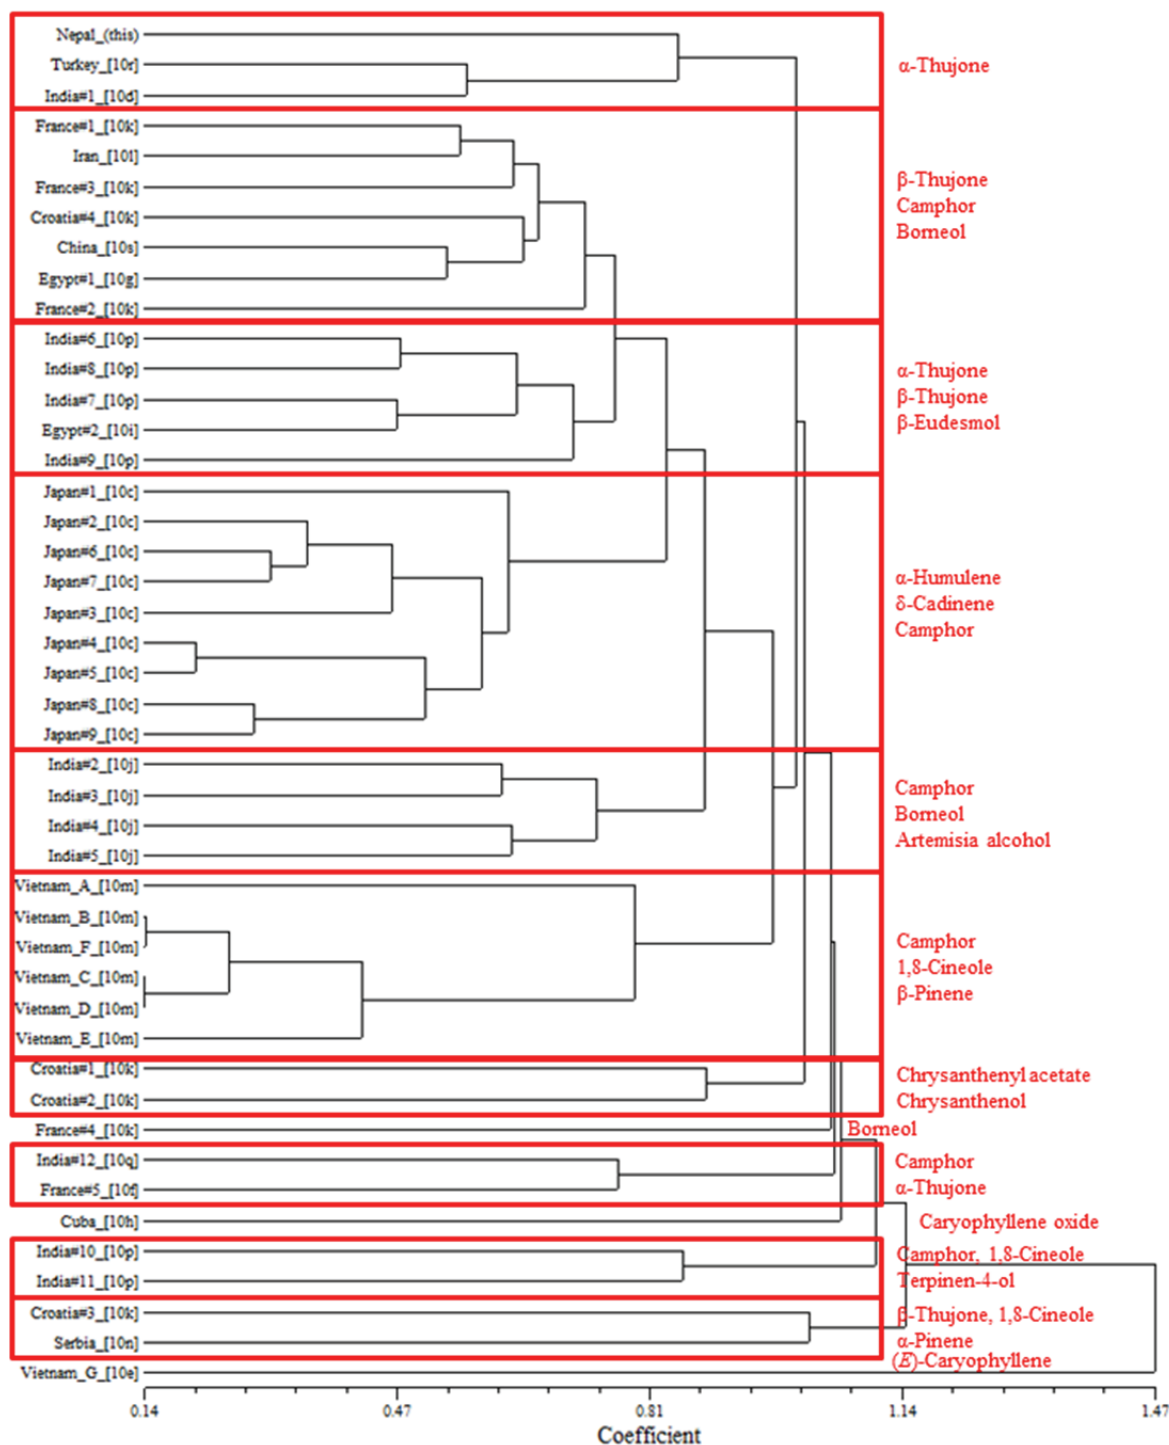 Nepal_(this)
Turkey_[10r]
α-Thujone
India#1_[10d]
France#1_[10k]
Iran_[10l]
France#3_[10k]
β-Thujone
Camphor
Croatia#4_[10k]
Borneol
China_[10s]
Egypt#1_[10g]
France#2_[10k]
India#6_[10p]
India#8_[10p]
α-Thujone
India#7_[10p]
β-Thujone
Egypt#2_[10i]
β-Eudesmol
India#9_[10p]
Japan#1_[10c]
Japan#2_[10c]
Japan#6_[10c]
Japan#7_[10c]
α-Humulene
δ-Cadinene
Japan#3_[10c]
Camphor
Japan#4_[10c]
Japan#5_[10c]
Japan#8_[10c]
Japan#9_[10c]
India#2_[10j]
Camphor
India#3_[10j]
Borneol
India#4_[10j]
Artemisia alcohol
India#5_[10j]
Vietnam_A_[10m]
Vietnam_B_[10m]
Vietnam_F_[10m]
Camphor
1,8-Cineole
Vietnam_C_[10m]
β-Pinene
Vietnam_D_[10m]
Vietnam_E_[10m]
Croatia#1_[10k]
Chrysanthenyl acetate
Croatia#2_[10k]
Chrysanthenol
France#4_[10k]
Borneol
India#12_[10q]
Camphor
France#5_[10f]
α-Thujone
Cuba_[10h]
Caryophyllene oxide
India#10_[10p]
Camphor, 1,8-Cineole
India#11_[10p]
Terpinen-4-ol
Croatia#3_[10k]
β-Thujone, 1,8-Cineole
Serbia_[10n]
α-Pinene
(E)-Caryophyllene
Vietnam_G_[10e]
0.14 0.47 0.81 1.14 1.47
Coefficient